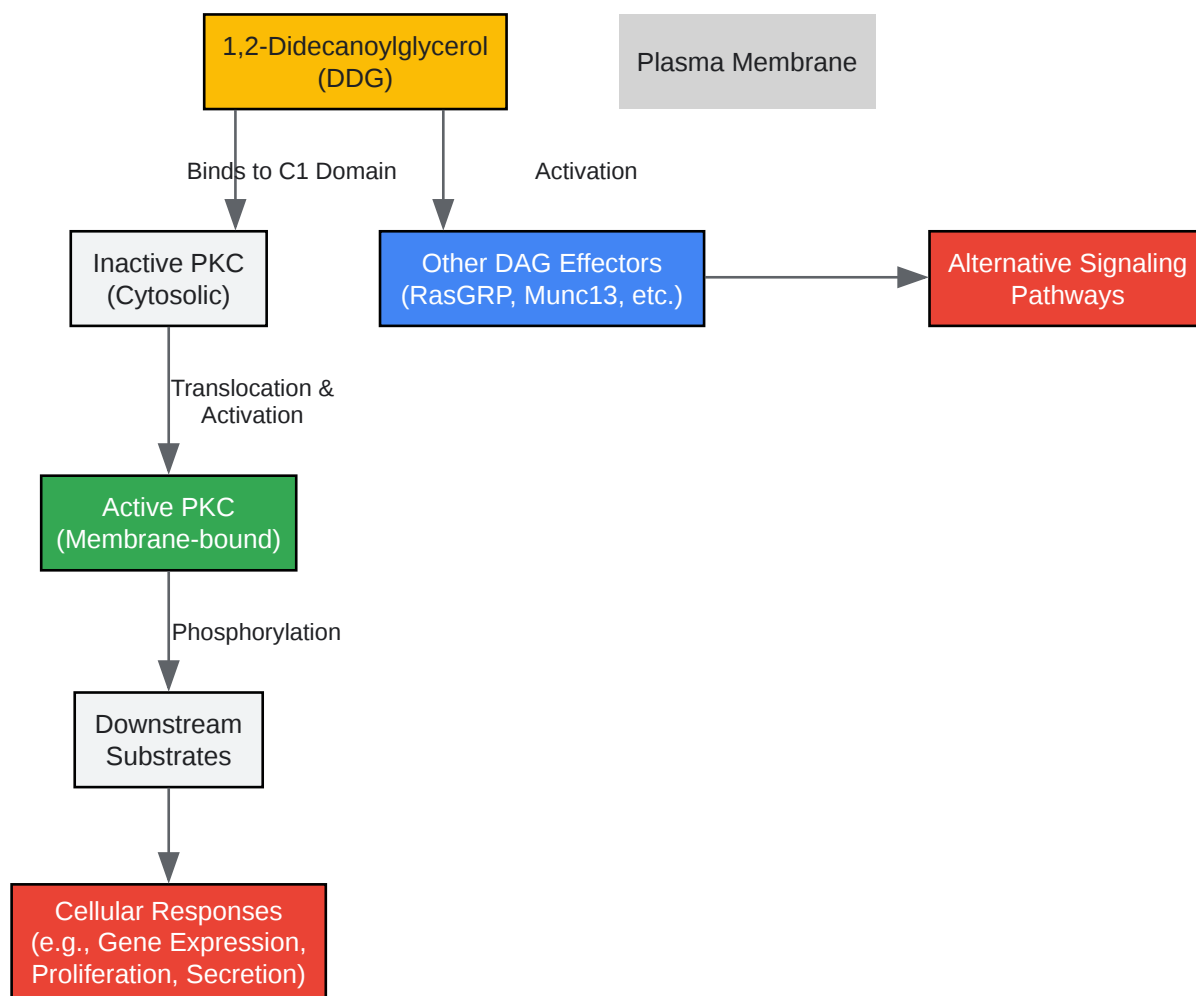 1,2-Didecanoylglycerol
(DDG)
Plasma Membrane
Binds to C1 Domain
Activation
Inactive PKC
(Cytosolic)
Other DAG Effectors
(RasGRP, Munc13, etc.)
Alternative Signaling
Pathways
Translocation &
Activation
Active PKC
(Membrane-bound)
Phosphorylation
Downstream
Substrates
Cellular Responses
(e.g., Gene Expression,
Proliferation, Secretion)